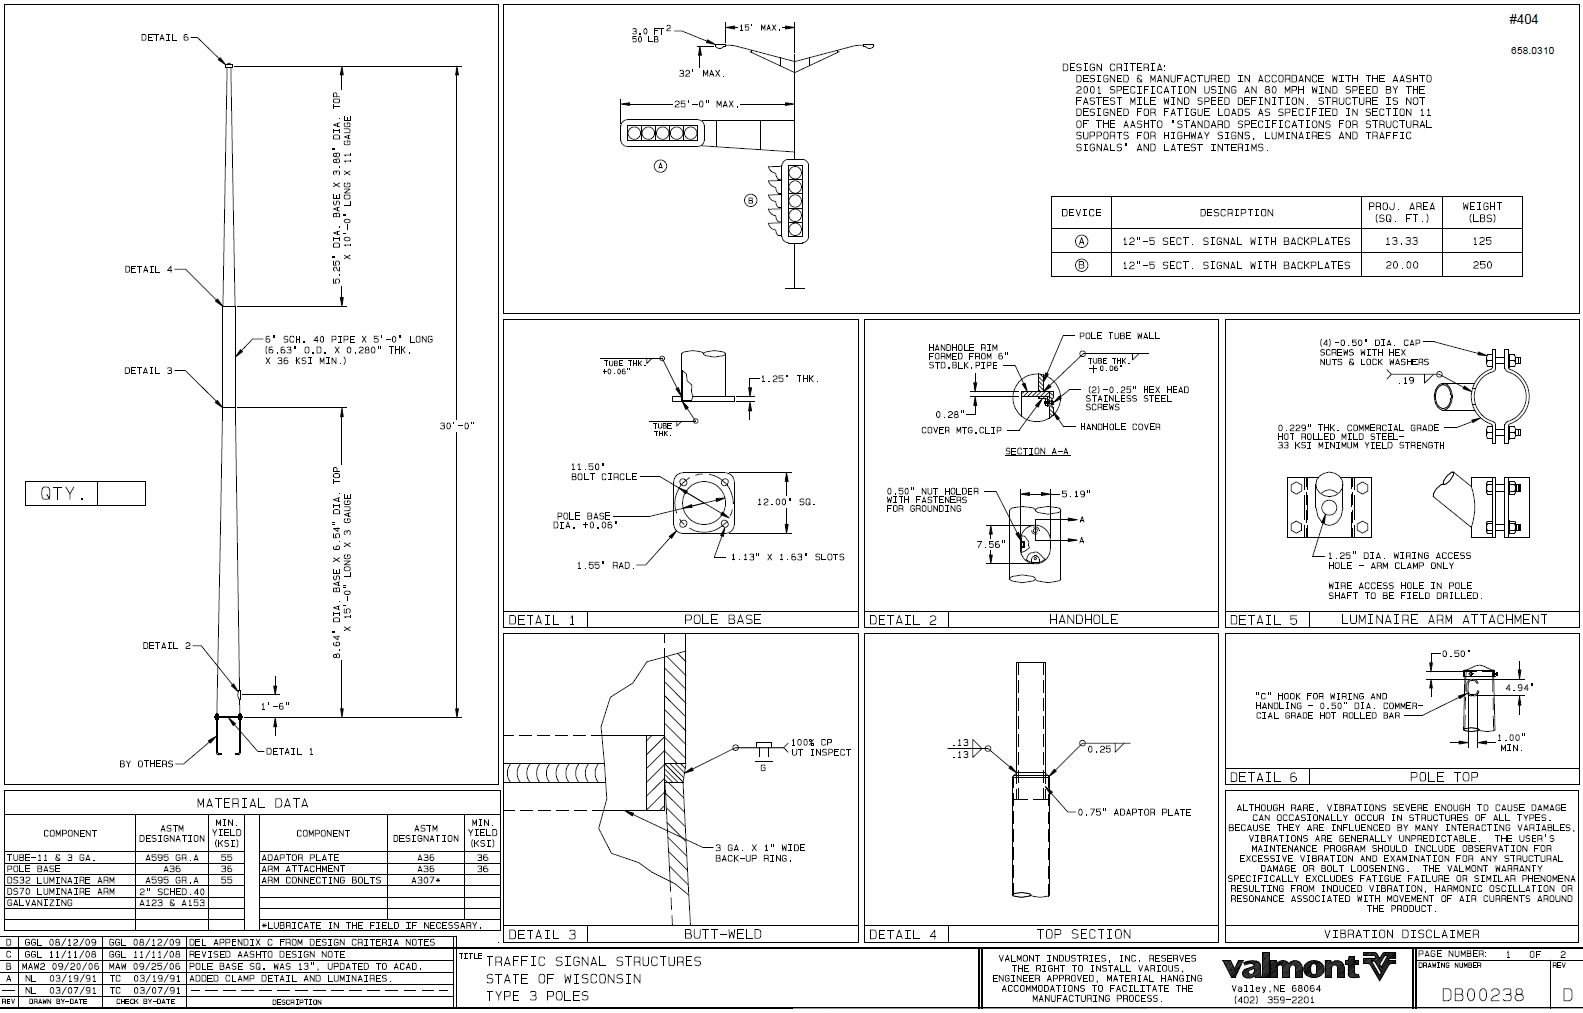 #404
658.0310
DETAIL 6
5.25" DIA. BASE X 3.88" DIA. TOP
X 10'-0" LONG X 11 GAUGE
DETAIL 4
6" SCH. 40 PIPE X 5'-0" LONG
(6.63" O.D. X 0.280" THK.
X 36 KSI MIN.)
DETAIL 3
30'-0"
QTY.
8.64" DIA. BASE X 6.54" DIA. TOP
X 15'-0" LONG X 3 GAUGE
DETAIL 2
1'-6"
DETAIL 1
BY OTHERS
3.0 FT2
50 LB
15' MAX.
32' MAX.
25'-0" MAX.
A
B
DESIGN CRITERIA:
DESIGNED & MANUFACTURED IN ACCORDANCE WITH THE AASHTO
2001 SPECIFICATION USING AN 80 MPH WIND SPEED BY THE
FASTEST MILE WIND SPEED DEFINITION. STRUCTURE IS NOT
DESIGNED FOR FATIGUE LOADS AS SPECIFIED IN SECTION 11
OF THE AASHTO "STANDARD SPECIFICATIONS FOR STRUCTURAL
SUPPORTS FOR HIGHWAY SIGNS, LUMINAIRES AND TRAFFIC
SIGNALS" AND LATEST INTERIMS.
DEVICE DESCRIPTION PROJ. AREA (SQ. FT.) WEIGHT (LBS)
A 12"-5 SECT. SIGNAL WITH BACKPLATES 13.33 125
B 12"-5 SECT. SIGNAL WITH BACKPLATES 20.00 250
TUBE THK.
+0.06"
1.25" THK.
TUBE
THK.
11.50"
BOLT CIRCLE
12.00" SQ.
POLE BASE
DIA. +0.06"
1.13" X 1.63" SLOTS
1.55" RAD.
DETAIL 1 POLE BASE
POLE TUBE WALL
HANDHOLE RIM
FORMED FROM 6"
STD.BLK.PIPE
TUBE THK.
+0.06"
(2)-0.25" HEX HEAD
STAINLESS STEEL
SCREWS
0.28"
COVER MTG.CLIP
HANDHOLE COVER
SECTION A-A
0.50" NUT HOLDER
WITH FASTENERS
FOR GROUNDING
5.19"
A
7.56"
A
DETAIL 2 HANDHOLE
(4)-0.50" DIA. CAP
SCREWS WITH HEX
NUTS & LOCK WASHERS
.19
0.229" THK. COMMERCIAL GRADE
HOT ROLLED MILD STEEL-
33 KSI MINIMUM YIELD STRENGTH
1.25" DIA. WIRING ACCESS
HOLE - ARM CLAMP ONLY
WIRE ACCESS HOLE IN POLE
SHAFT TO BE FIELD DRILLED.
DETAIL 5 LUMINAIRE ARM ATTACHMENT
100% CP
UT INSPECT
G
3 GA. X 1" WIDE
BACK-UP RING.
DETAIL 3 BUTT-WELD
.13
.13
0.25
0.75" ADAPTOR PLATE
DETAIL 4 TOP SECTION
0.50"
4.94"
"C" HOOK FOR WIRING AND
HANDLING - 0.50" DIA. COMMER-
CIAL GRADE HOT ROLLED BAR
1.00"
MIN.
DETAIL 6 POLE TOP
ALTHOUGH RARE, VIBRATIONS SEVERE ENOUGH TO CAUSE DAMAGE
CAN OCCASIONALLY OCCUR IN STRUCTURES OF ALL TYPES.
BECAUSE THEY ARE INFLUENCED BY MANY INTERACTING VARIABLES,
VIBRATIONS ARE GENERALLY UNPREDICTABLE. THE USER'S
MAINTENANCE PROGRAM SHOULD INCLUDE OBSERVATION FOR
EXCESSIVE VIBRATION AND EXAMINATION FOR ANY STRUCTURAL
DAMAGE OR BOLT LOOSENING. THE VALMONT WARRANTY
SPECIFICALLY EXCLUDES FATIGUE FAILURE OR SIMILAR PHENOMENA
RESULTING FROM INDUCED VIBRATION, HARMONIC OSCILLATION OR
RESONANCE ASSOCIATED WITH MOVEMENT OF AIR CURRENTS AROUND
THE PRODUCT.
VIBRATION DISCLAIMER
MATERIAL DATA
COMPONENT ASTM DESIGNATION MIN. YIELD (KSI)
TUBE-11 & 3 GA. A595 GR.A 55
POLE BASE A36 36
DS32 LUMINAIRE ARM A595 GR.A 55
DS70 LUMINAIRE ARM 2" SCHED.40
GALVANIZING A123 & A153
COMPONENT ASTM DESIGNATION MIN. YIELD (KSI)
ADAPTOR PLATE A36 36
ARM ATTACHMENT A36 36
ARM CONNECTING BOLTS A307*
*LUBRICATE IN THE FIELD IF NECESSARY.
D GGL 08/12/09 GGL 08/12/09 DEL APPENDIX C FROM DESIGN CRITERIA NOTES
C GGL 11/11/08 GGL 11/11/08 REVISED AASHTO DESIGN NOTE
B MAW2 09/20/06 MAW 09/25/06 POLE BASE SQ. WAS 13", UPDATED TO ACAD.
A NL 03/19/91 TC 03/19/91 ADDED CLAMP DETAIL AND LUMINAIRES.
— NL 03/07/91 TC 03/07/91 — — — — — — — — — —
REV DRAWN BY-DATE CHECK BY-DATE DESCRIPTION
TITLE TRAFFIC SIGNAL STRUCTURES
STATE OF WISCONSIN
TYPE 3 POLES
VALMONT INDUSTRIES, INC. RESERVES
THE RIGHT TO INSTALL VARIOUS,
ENGINEER APPROVED, MATERIAL HANGING
ACCOMMODATIONS TO FACILITATE THE
MANUFACTURING PROCESS.
valmont
Valley,NE 68064
(402) 359-2201
PAGE NUMBER: 1 OF 2
DRAWING NUMBER REV
DB00238 D